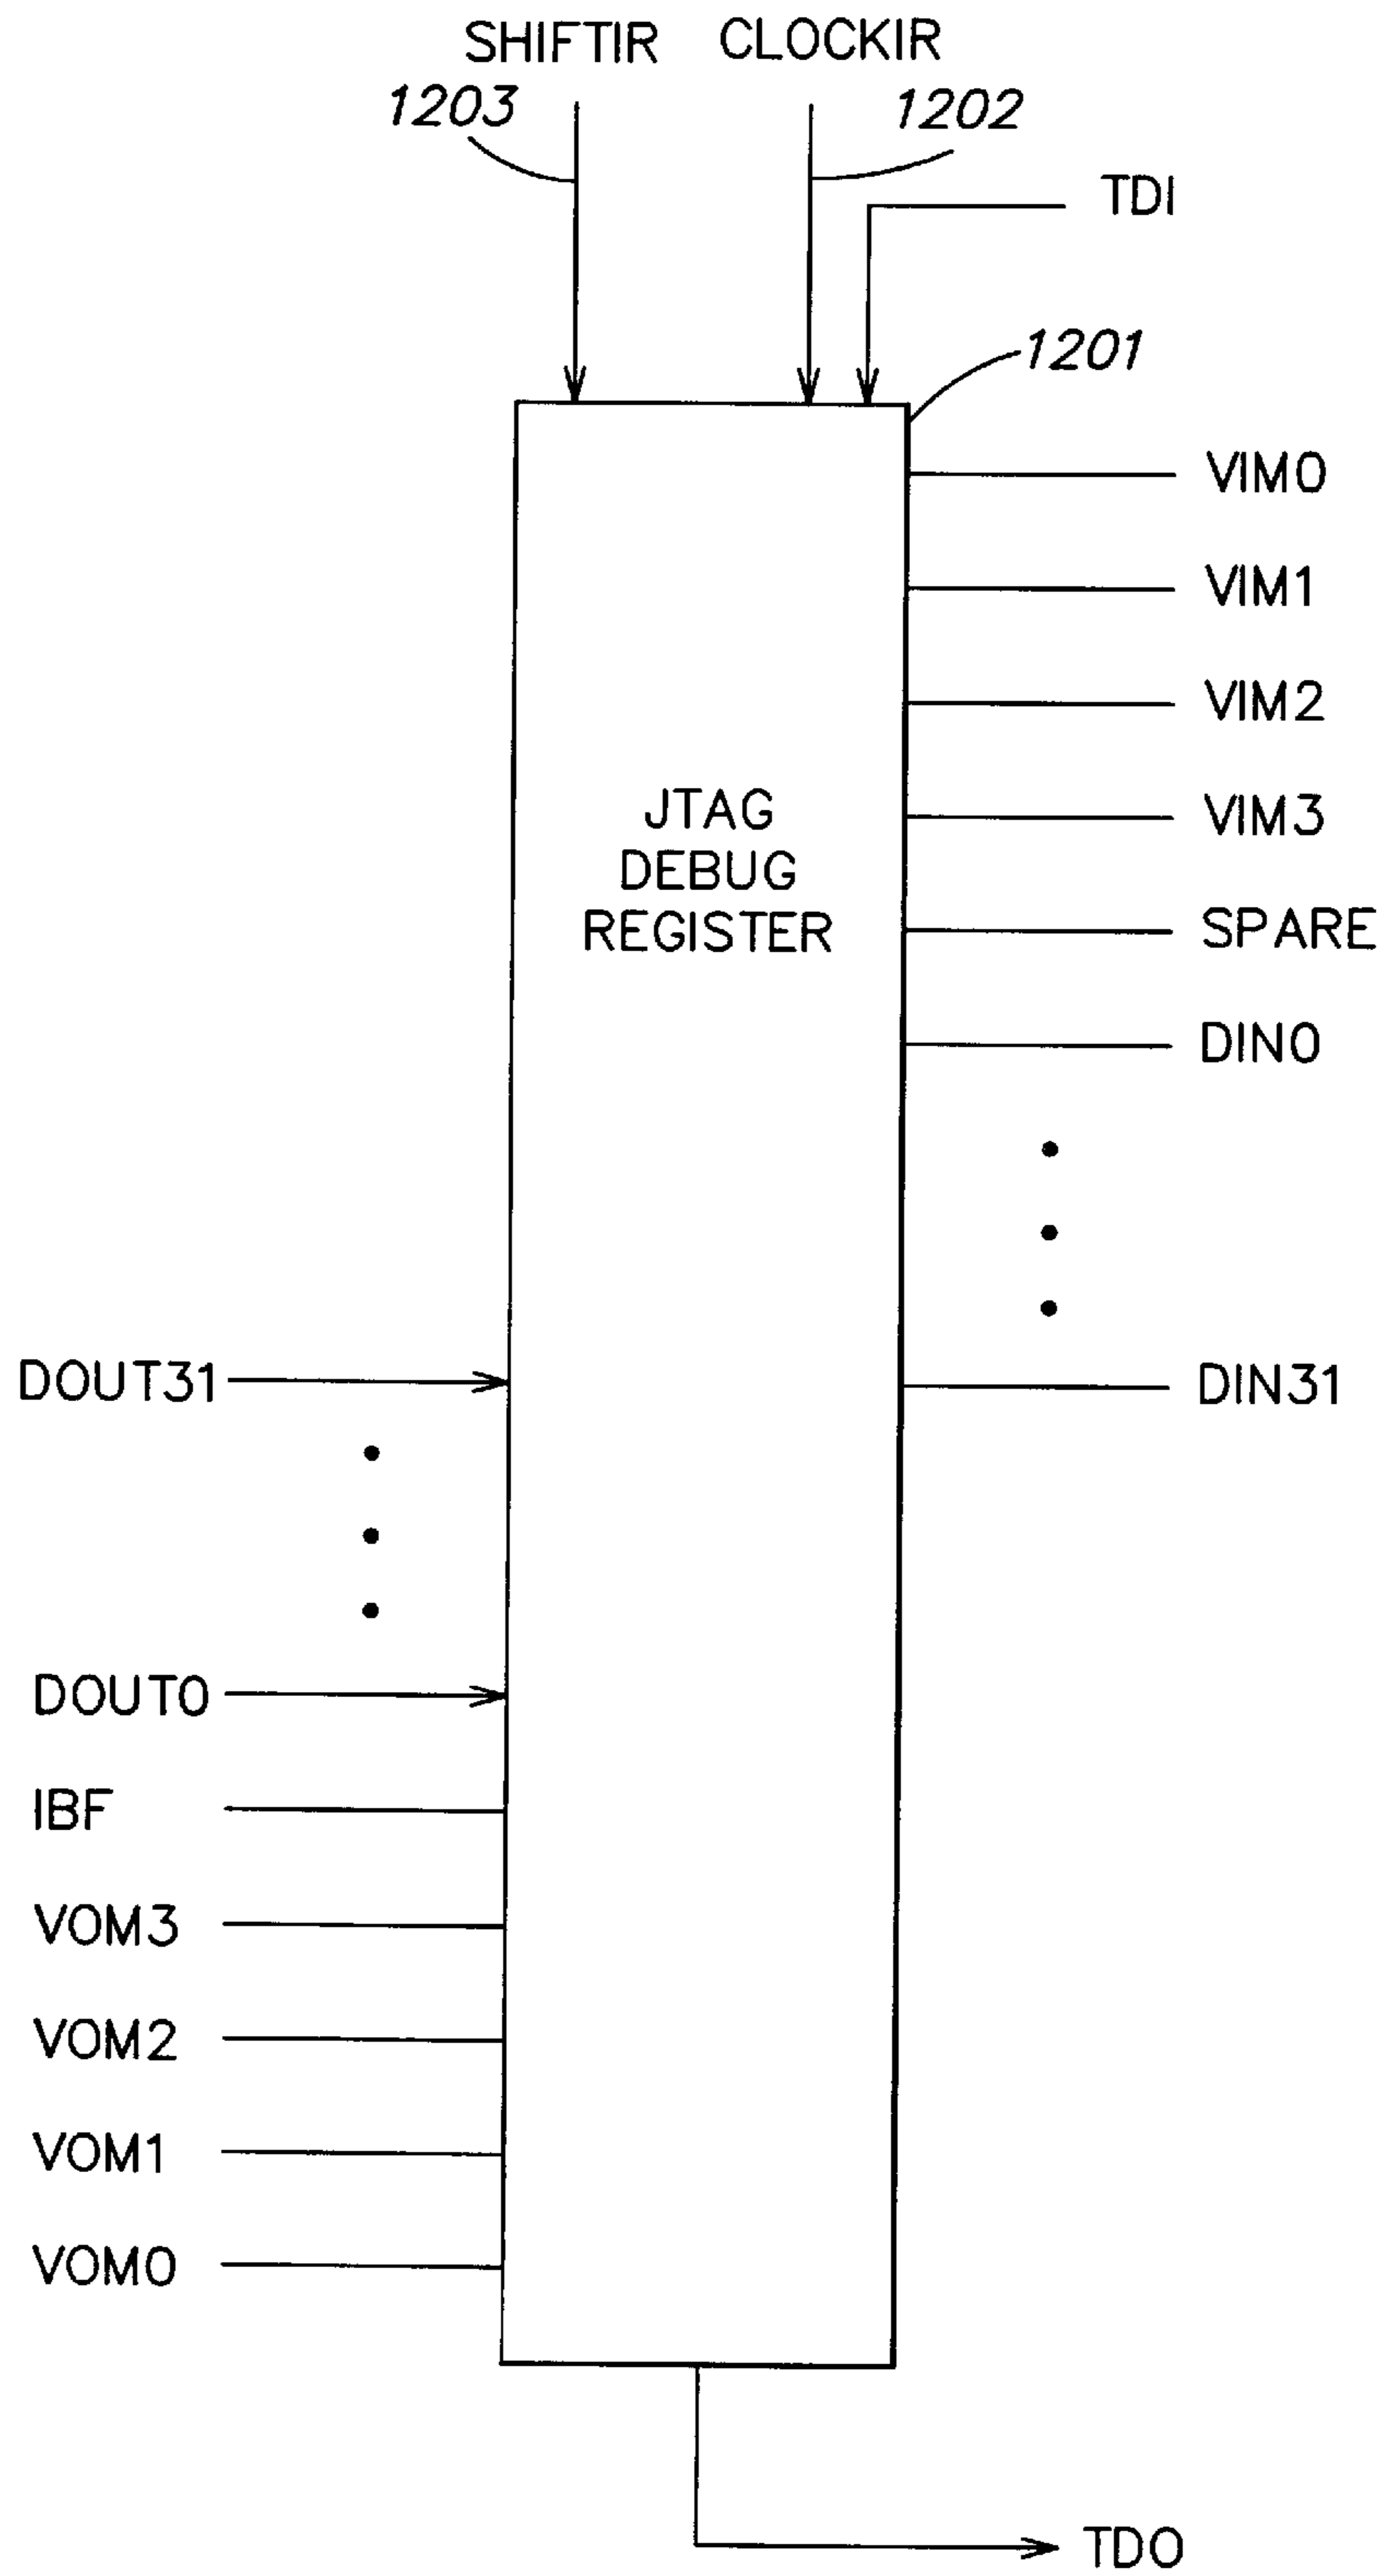 SHIFTIR CLOCKIR
1203 1202
TDI
1201
VIM0
VIM1
VIM2
VIM3
JTAG
DEBUG
REGISTER
SPARE
DIN0
DOUT31
DIN31
DOUT0
IBF
VOM3
VOM2
VOM1
VOM0
TDO